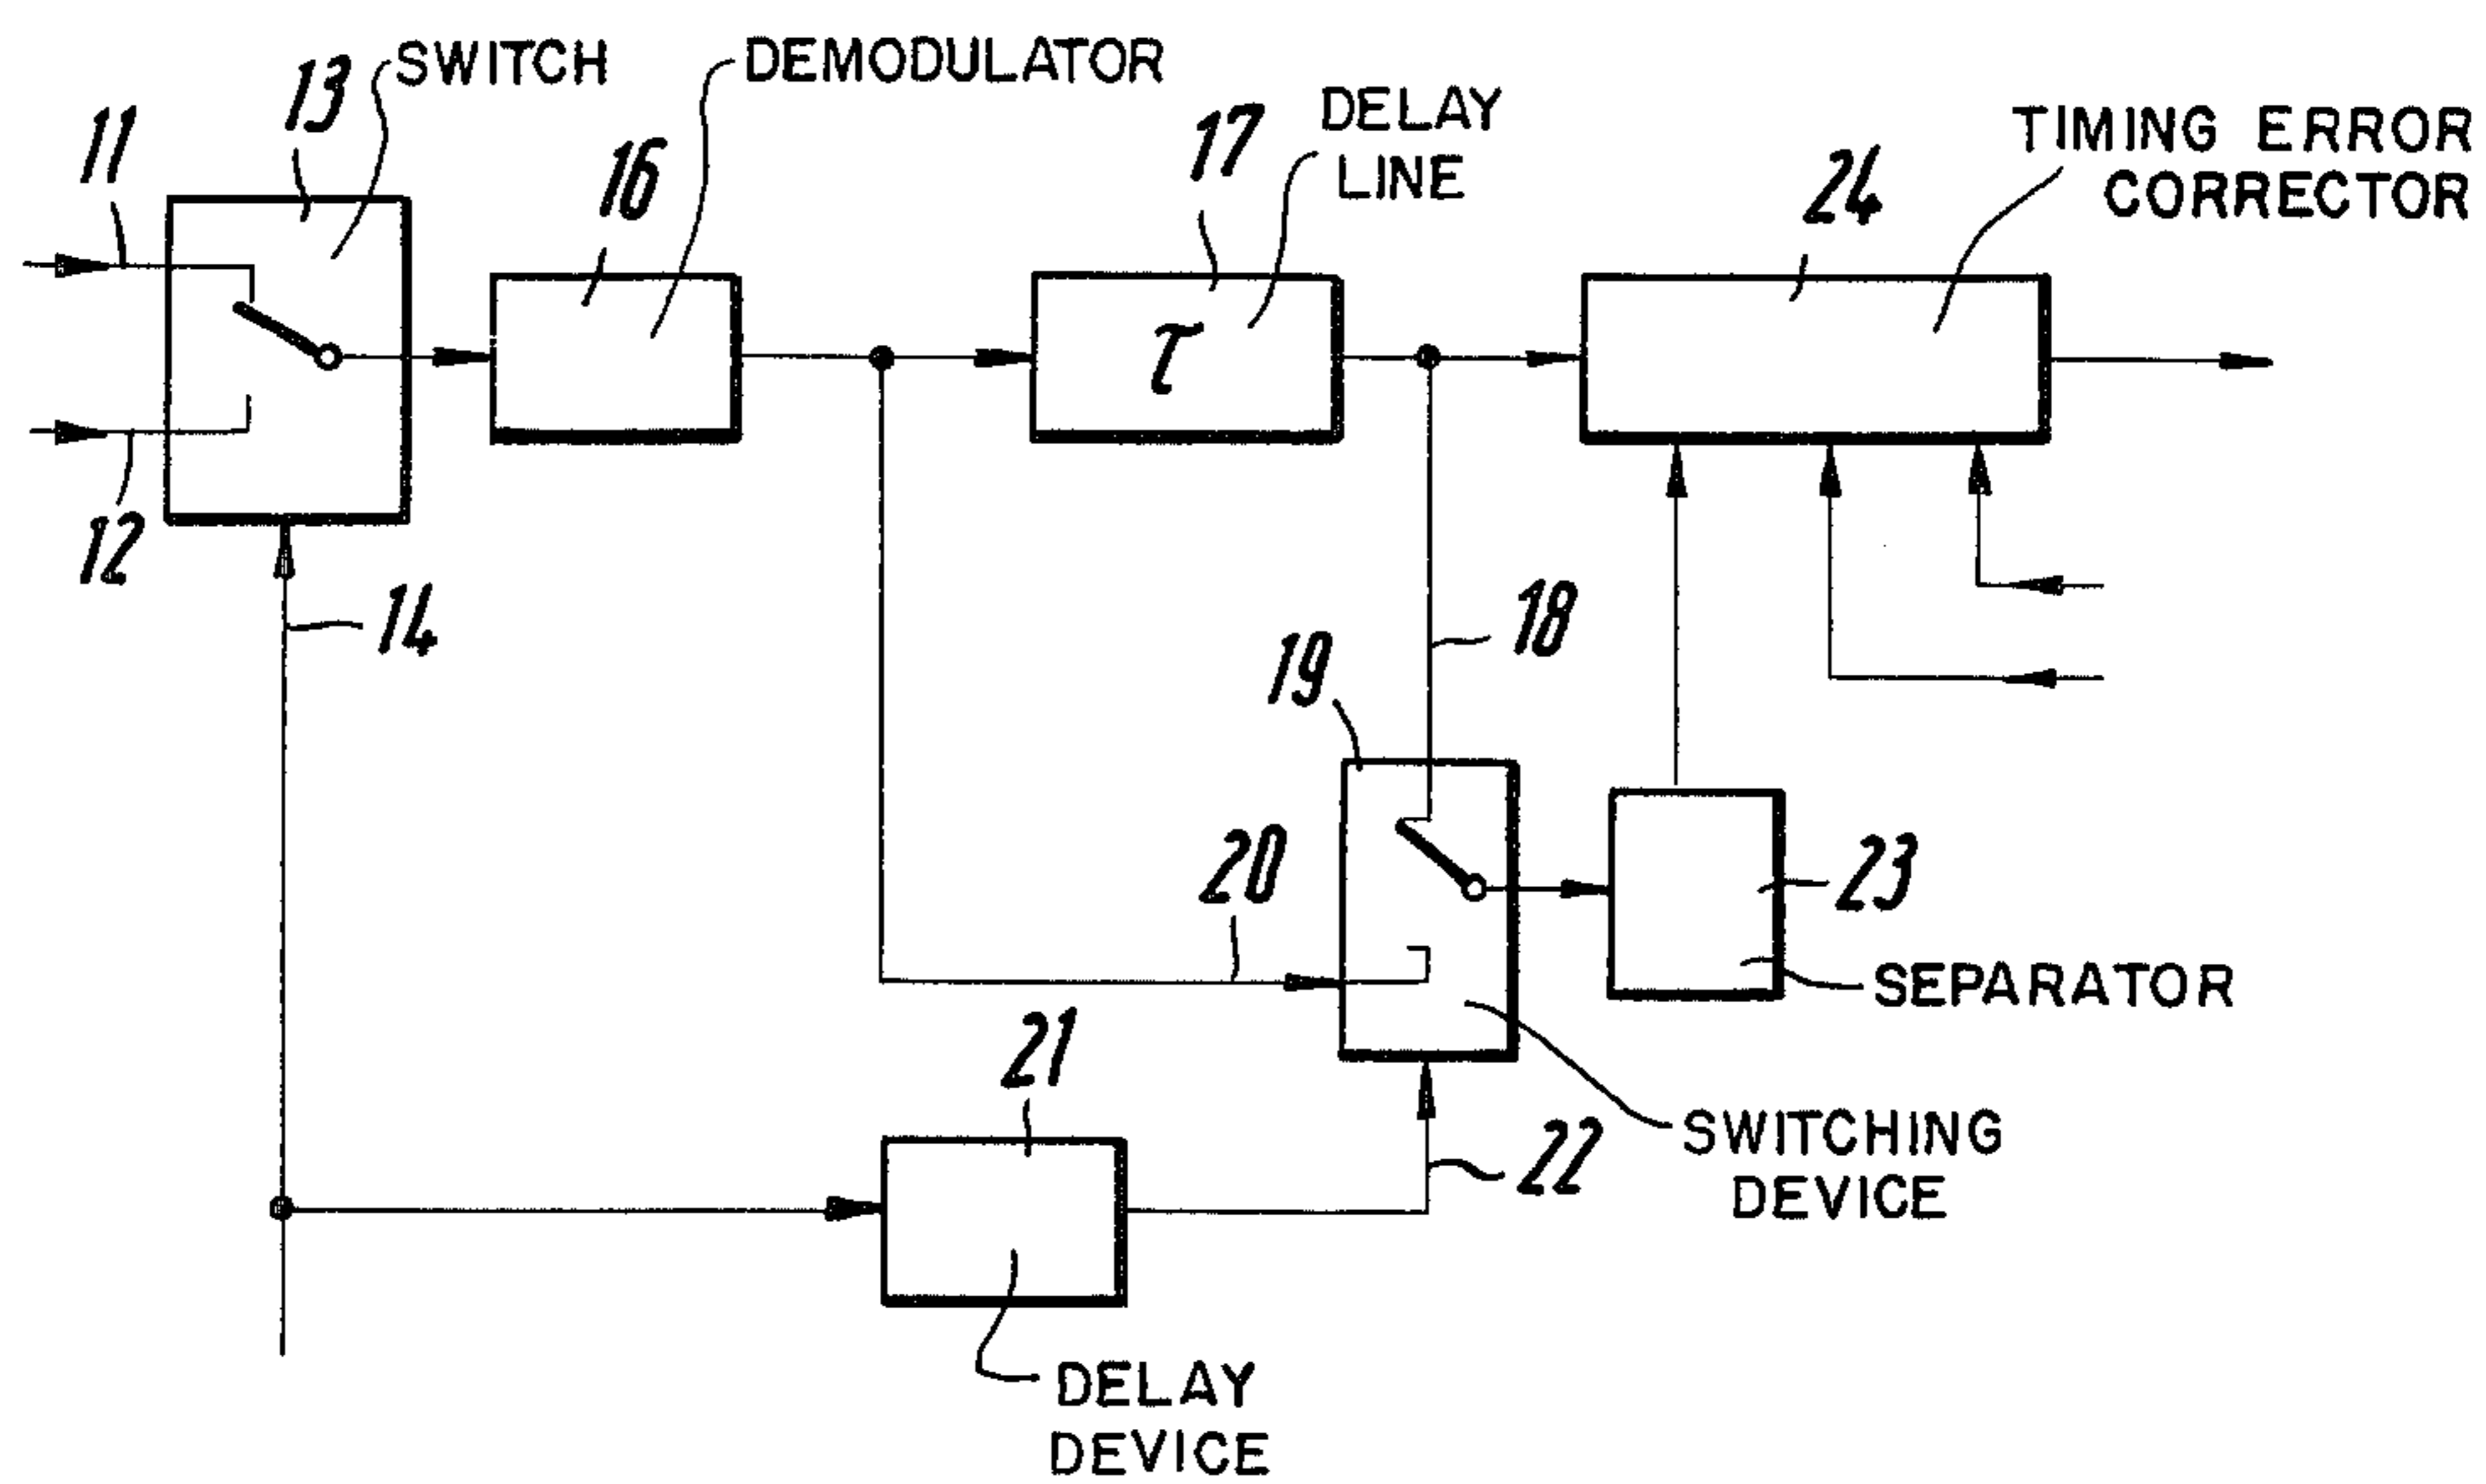 SWITCH
DEMODULATOR
13
11
DELAY
LINE
17
TIMING ERROR
CORRECTOR
16
24
τ
12
14
18
19
20
23
SEPARATOR
21
22
SWITCHING
DEVICE
DELAY
DEVICE